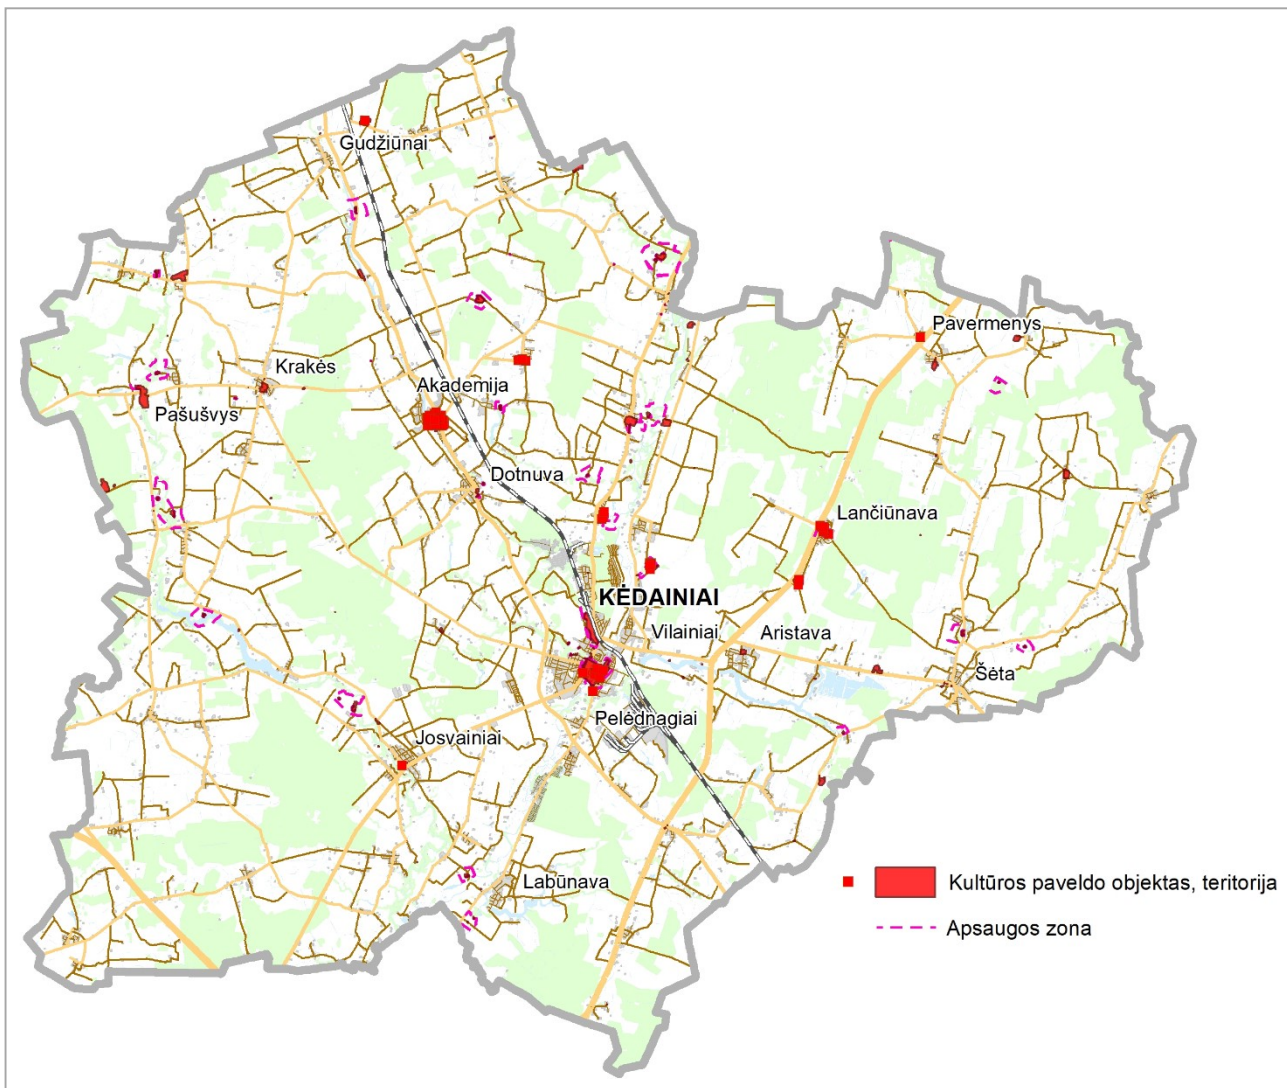 Gudžiūnai
Pavermenys
Krakės
Akademija
Pašušvys
Dotnuva
Lančiūnava
KĖDAINIAI
Vilainiai
Aristava
Šėta
Pelėdnagiai
Josvainiai
Labūnava
Kultūros paveldo objektas, teritorija
Apsaugos zona